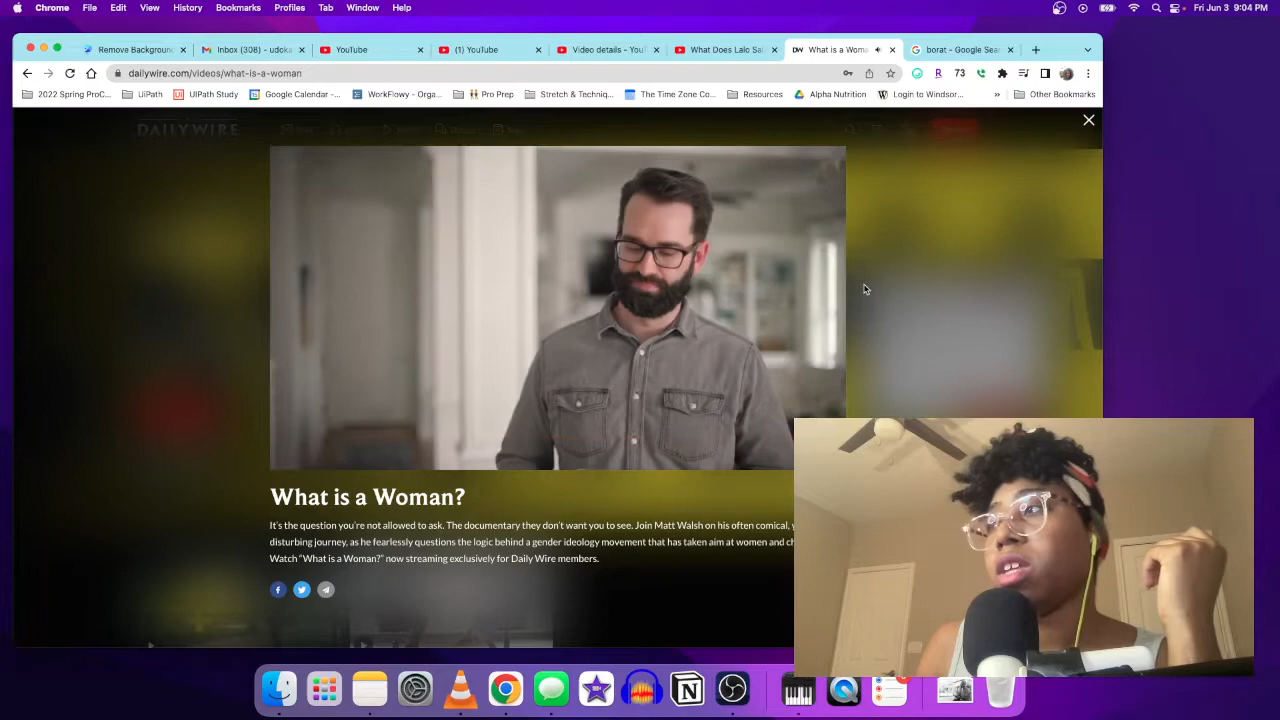 Chrome File Edit View History Bookmarks Profiles Tab Window Help Fri Jun 3 9:04 PM
Remove Backgroun Inbox (308) - udoka YouTube (1) YouTube Video details - You What Does Lalo Sal DW What is a Wom borat - Google Sea
dailywire.com/videos/what-is-a-woman 73
2022 Spring ProC... UiPath UIPath Study Google Calendar -... WorkFlowy - Orga... Pro Prep Stretch & Techniq... The Time Zone Co... Resources Alpha Nutrition Login to Windsor... » Other Bookmarks
DAILYWIRE
What is a Woman?
It's the question you're not allowed to ask. The documentary they don't want you to see. Join Matt Walsh on his often comical, y
disturbing journey, as he fearlessly questions the logic behind a gender ideology movement that has taken aim at women and ch
Watch “What is a Woman?” now streaming exclusively for Daily Wire members.